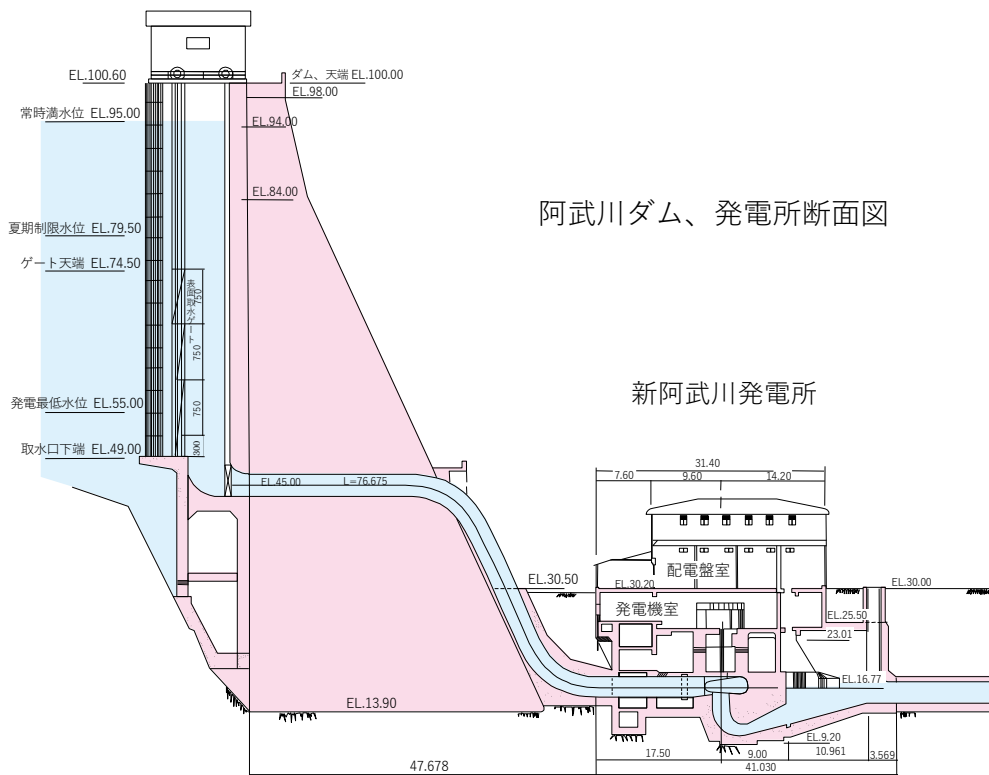 EL.100.60
ダム、天端 EL.100.00
EL.98.00
常時満水位 EL.95.00
EL.94.00
EL.84.00
阿武川ダム、発電所断面図
夏期制限水位 EL.79.50
ゲート天端 EL.74.50
表面取水ゲート
750
750
750
300
新阿武川発電所
発電最低水位 EL.55.00
取水口下端 EL.49.00
EL.45.00 L=76.675
31.40
7.60 9.60 14.20
配電盤室
EL.30.50
EL.30.20
EL.30.00
発電機室
EL.25.50
23.01
EL.16.77
EL.13.90
EL.9.20
17.50 9.00 10.961 3.569
47.678 41.030